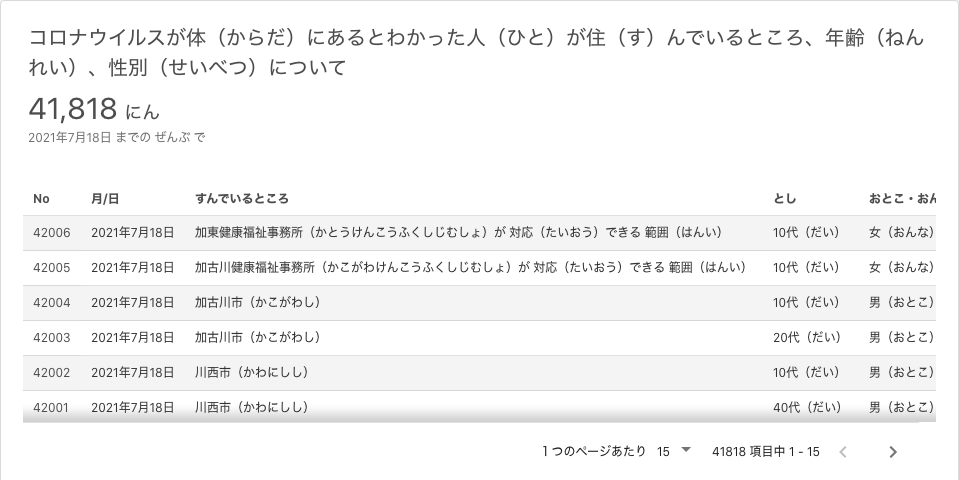 コロナウイルスが体（からだ）にあるとわかった人（ひと）が住（す）んでいるところ、年齢（ねん
れい）、性別（せいべつ）について
41,818 にん
2021年7月18日 までの ぜんぶ で
No 月/日 すんでいるところ とし おとこ・おん
42006 2021年7月18日 加東健康福祉事務所（かとうけんこうふくしじむしょ）が 対応（たいおう）できる 範囲（はんい） 10代（だい） 女（おんな）
42005 2021年7月18日 加古川健康福祉事務所（かこがわけんこうふくしじむしょ）が 対応（たいおう）できる 範囲（はんい） 10代（だい） 女（おんな）
42004 2021年7月18日 加古川市（かこがわし） 10代（だい） 男（おとこ）
42003 2021年7月18日 加古川市（かこがわし） 20代（だい） 男（おとこ）
42002 2021年7月18日 川西市（かわにしし） 10代（だい） 男（おとこ）
42001 2021年7月18日 川西市（かわにしし） 40代（だい） 男（おとこ）
１つのページあたり 15 41818 項目中 1 - 15